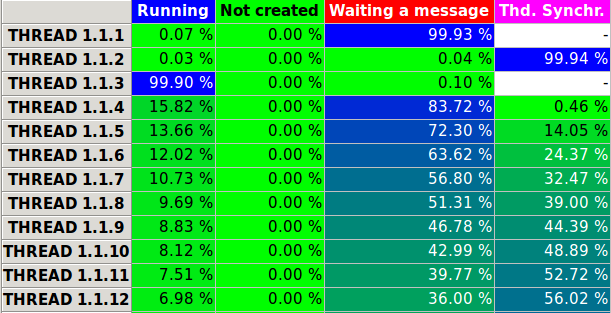 Running Not created Waiting a message Thd. Synchr.
THREAD 1.1.1 0.07 % 0.00 % 99.93 % -
THREAD 1.1.2 0.03 % 0.00 % 0.04 % 99.94 %
THREAD 1.1.3 99.90 % 0.00 % 0.10 % -
THREAD 1.1.4 15.82 % 0.00 % 83.72 % 0.46 %
THREAD 1.1.5 13.66 % 0.00 % 72.30 % 14.05 %
THREAD 1.1.6 12.02 % 0.00 % 63.62 % 24.37 %
THREAD 1.1.7 10.73 % 0.00 % 56.80 % 32.47 %
THREAD 1.1.8 9.69 % 0.00 % 51.31 % 39.00 %
THREAD 1.1.9 8.83 % 0.00 % 46.78 % 44.39 %
THREAD 1.1.10 8.12 % 0.00 % 42.99 % 48.89 %
THREAD 1.1.11 7.51 % 0.00 % 39.77 % 52.72 %
THREAD 1.1.12 6.98 % 0.00 % 36.00 % 56.02 %